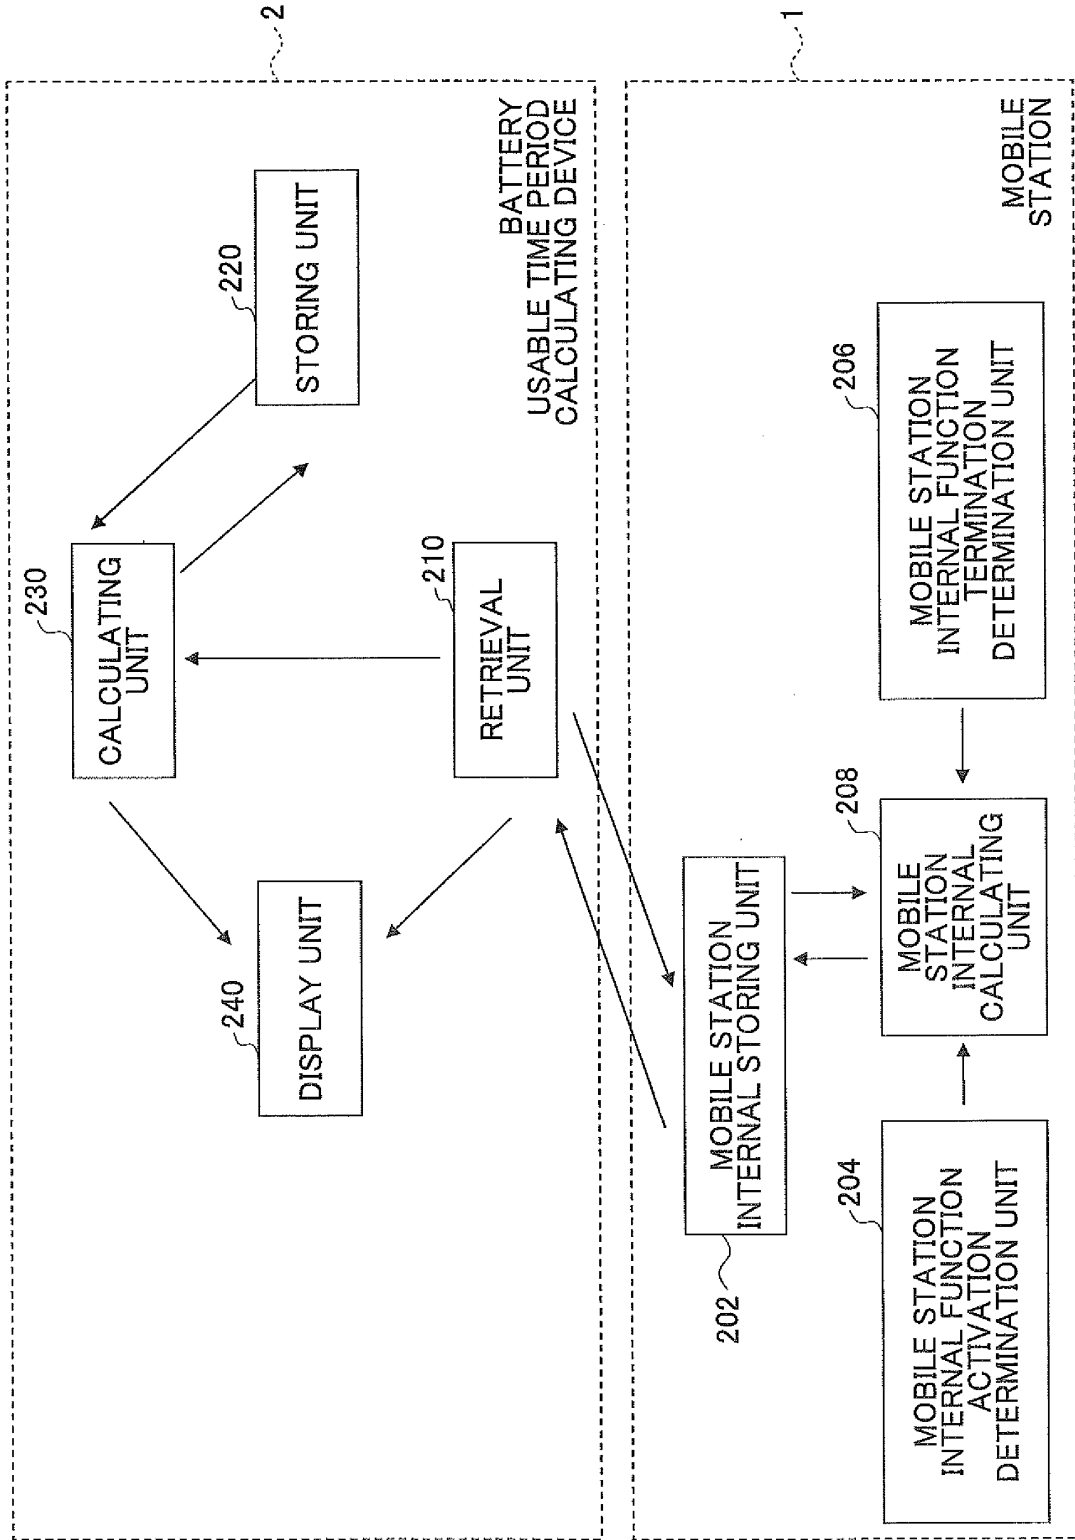 2
BATTERY
USABLE TIME PERIOD
CALCULATING DEVICE
230
CALCULATING
UNIT
220
STORING UNIT
240
DISPLAY UNIT
210
RETRIEVAL
UNIT
1
MOBILE
STATION
202
MOBILE STATION
INTERNAL STORING UNIT
204
MOBILE STATION
INTERNAL FUNCTION
ACTIVATION
DETERMINATION UNIT
208
MOBILE
STATION
INTERNAL
CALCULATING
UNIT
206
MOBILE STATION
INTERNAL FUNCTION
TERMINATION
DETERMINATION UNIT